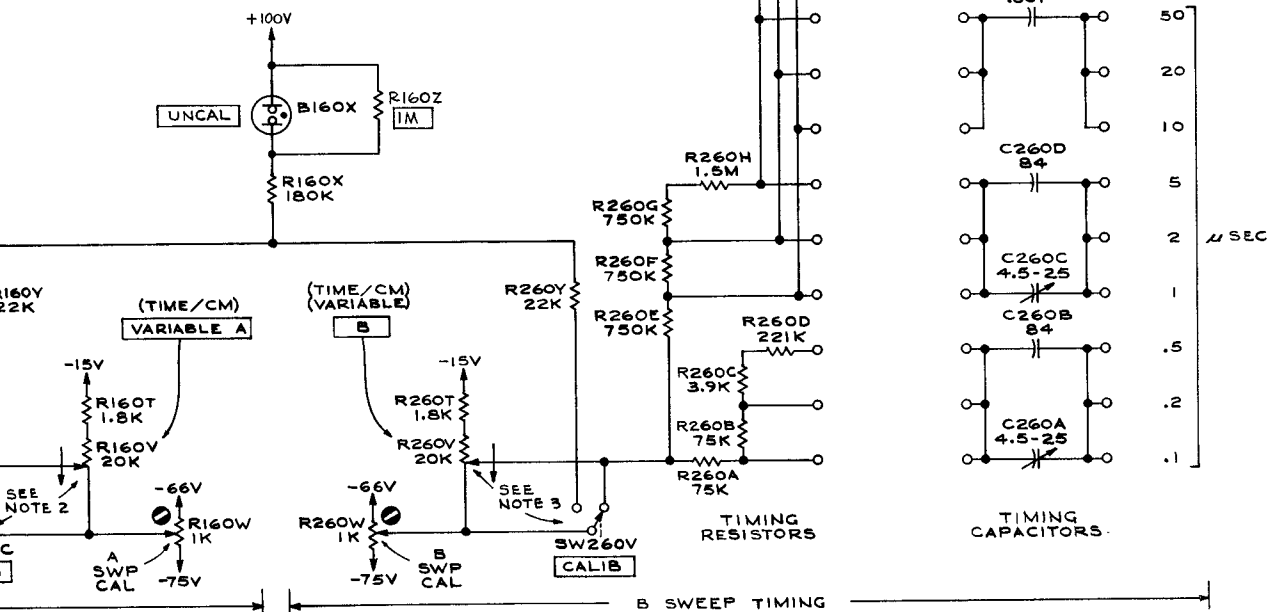 +100V
UNCAL
B160X
R160Z
1M
R160X
180K
22K
(TIME/CM)
VARIABLE A
(TIME/CM)
(VARIABLE)
B
R260Y
22K
-15V
R160T
1.8K
R160V
20K
SEE
NOTE 2
-66V
R160W
1K
A
SWP
CAL
-75V
C
-15V
R260T
1.8K
R260V
20K
SEE
NOTE 3
-66V
R260W
1K
B
SWP
CAL
-75V
SW260V
CALIB
R260H
1.5M
R260G
750K
R260F
750K
R260E
750K
R260D
221K
R260C
3.9K
R260B
75K
R260A
75K
TIMING
RESISTORS
C260D
84
C260C
4.5-25
C260B
84
C260A
4.5-25
TIMING
CAPACITORS.
50
20
10
5
2
1
.5
.2
.1
µ SEC
B SWEEP TIMING